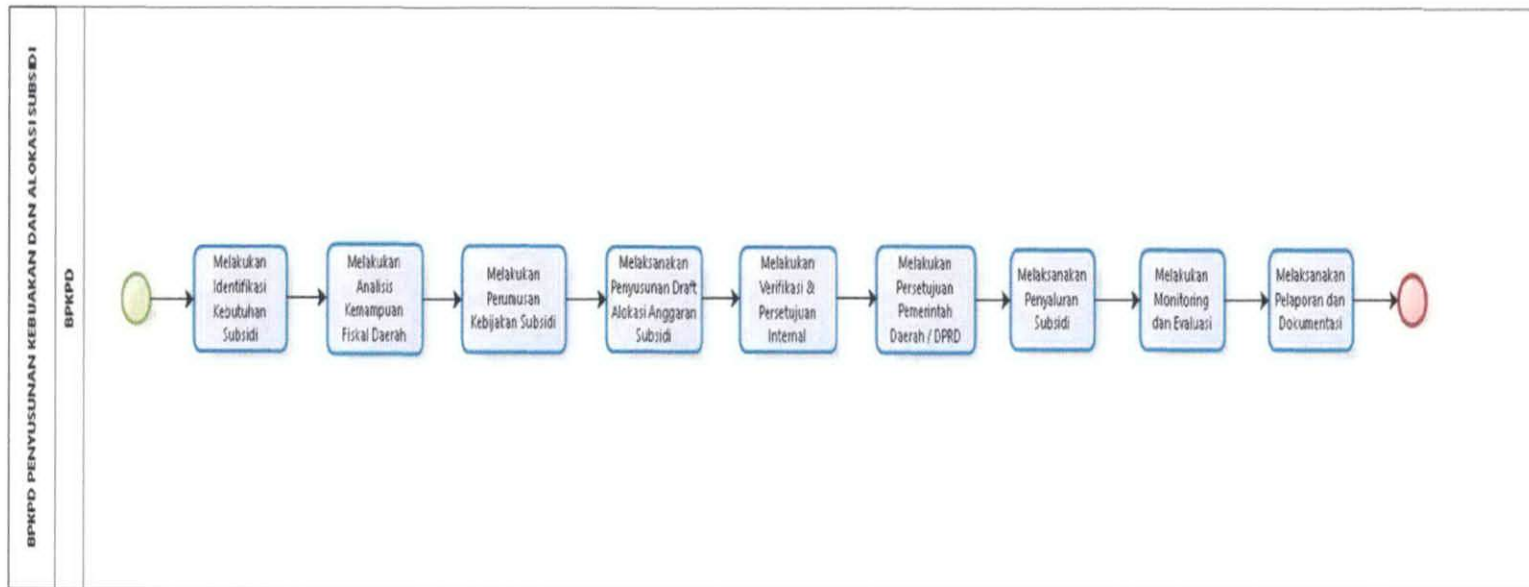 BPKPD PENYUSUNAN KEBIJAKAN DAN ALOKASI SUBSIDI
BPKPD
Melakukan
Identifikasi
Kebutuhan
Subsidi
Melakukan
Analisis
Kemampuan
Fiskal Daerah
Melakukan
Perumusan
Kebijakan Subsidi
Melaksanakan
Penyusunan Draft
Alokasi Anggaran
Subsidi
Melakukan
Verifikasi &
Persetujuan
Internal
Melakukan
Persetujuan
Pemerintah
Daerah / DPRD
Melaksanakan
Penyaluran
Subsidi
Melakukan
Monitoring
dan Evaluasi
Melaksanakan
Pelaporan dan
Dokumentasi